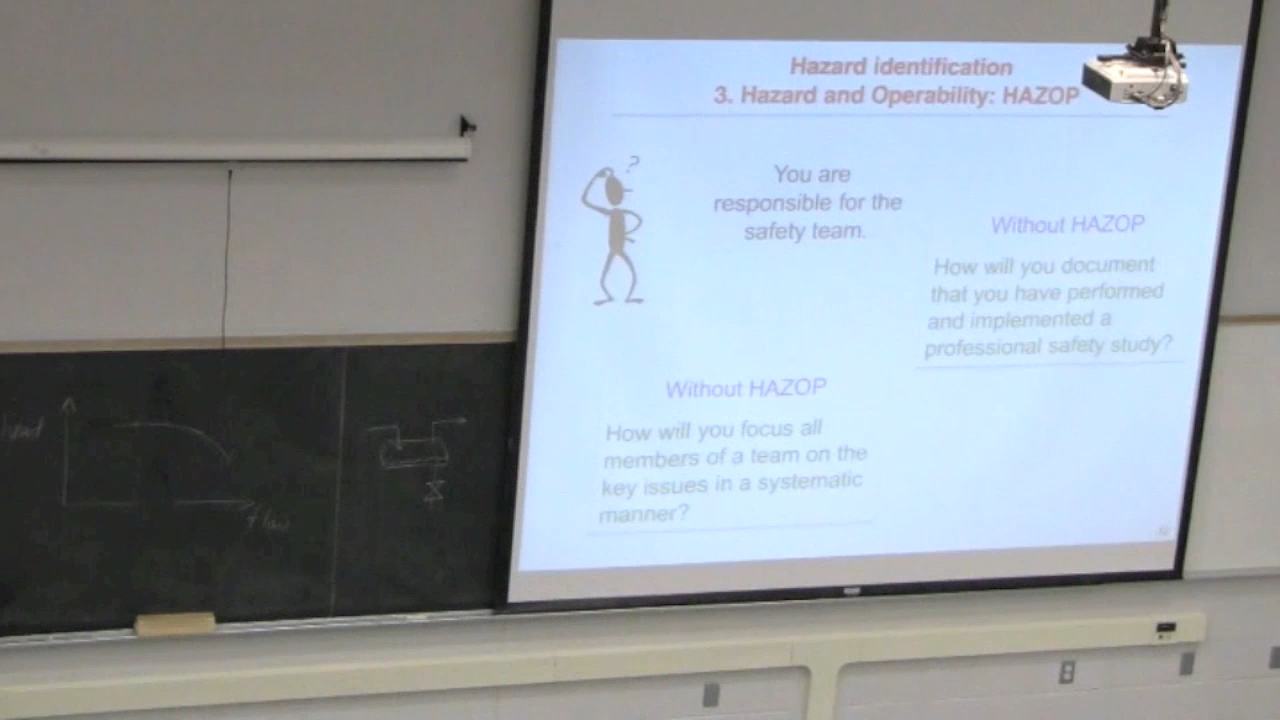 Hazard identification
3. Hazard and Operability: HAZOP
?
You are
responsible for the
safety team.
Without HAZOP
How will you document
that you have performed
and implemented a
professional safety study?
Without HAZOP
How will you focus all
members of a team on the
key issues in a systematic
manner?
flow